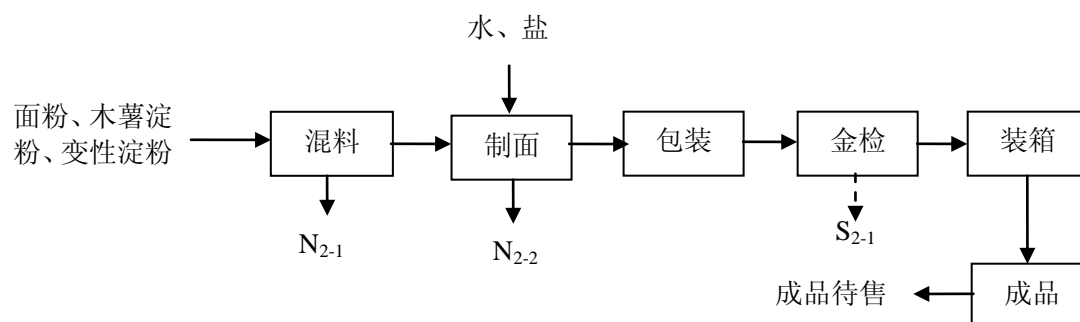 水、盐
面粉、木薯淀
粉、变性淀粉
混料
制面
包装
金检
装箱
N2-1
N2-2
S2-1
成品待售
成品